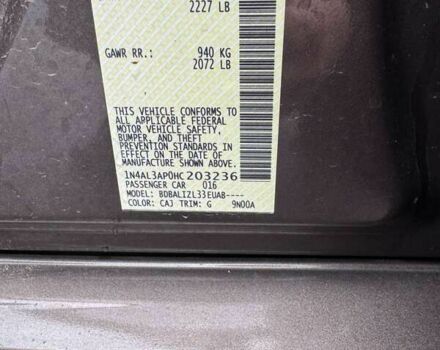 2227 LB
GAWR RR.: 940 KG
2072 LB
THIS VEHICLE CONFORMS TO
ALL APPLICABLE FEDERAL
MOTOR VEHICLE SAFETY,
BUMPER, AND THEFT
PREVENTION STANDARDS IN
EFFECT ON THE DATE OF
MANUFACTURE SHOWN ABOVE.
1N4AL3AP0HC203236
PASSENGER CAR 016
MODEL: BDBALIZL33EUAB----
COLOR: CAJ TRIM: G 9N00A